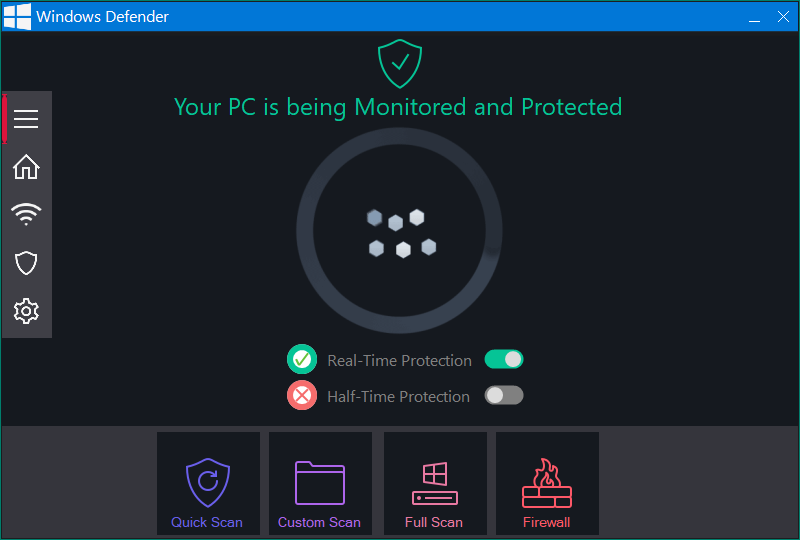 Windows Defender
Your PC is being Monitored and Protected
Real-Time Protection
Half-Time Protection
Quick Scan
Custom Scan
Full Scan
Firewall